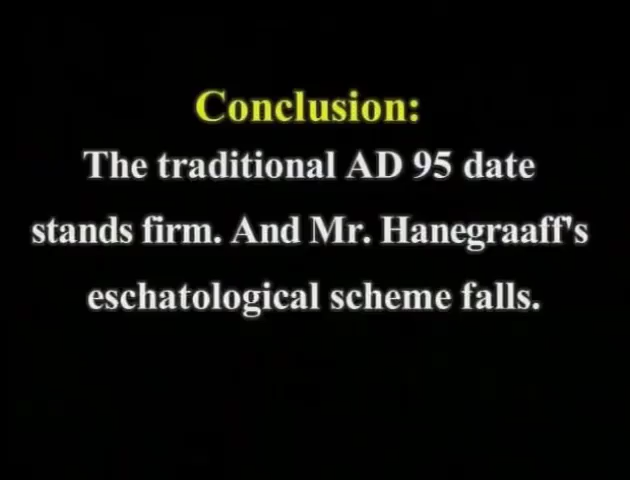 Conclusion:
The traditional AD 95 date
stands firm. And Mr. Hanegraaff's
eschatological scheme falls.